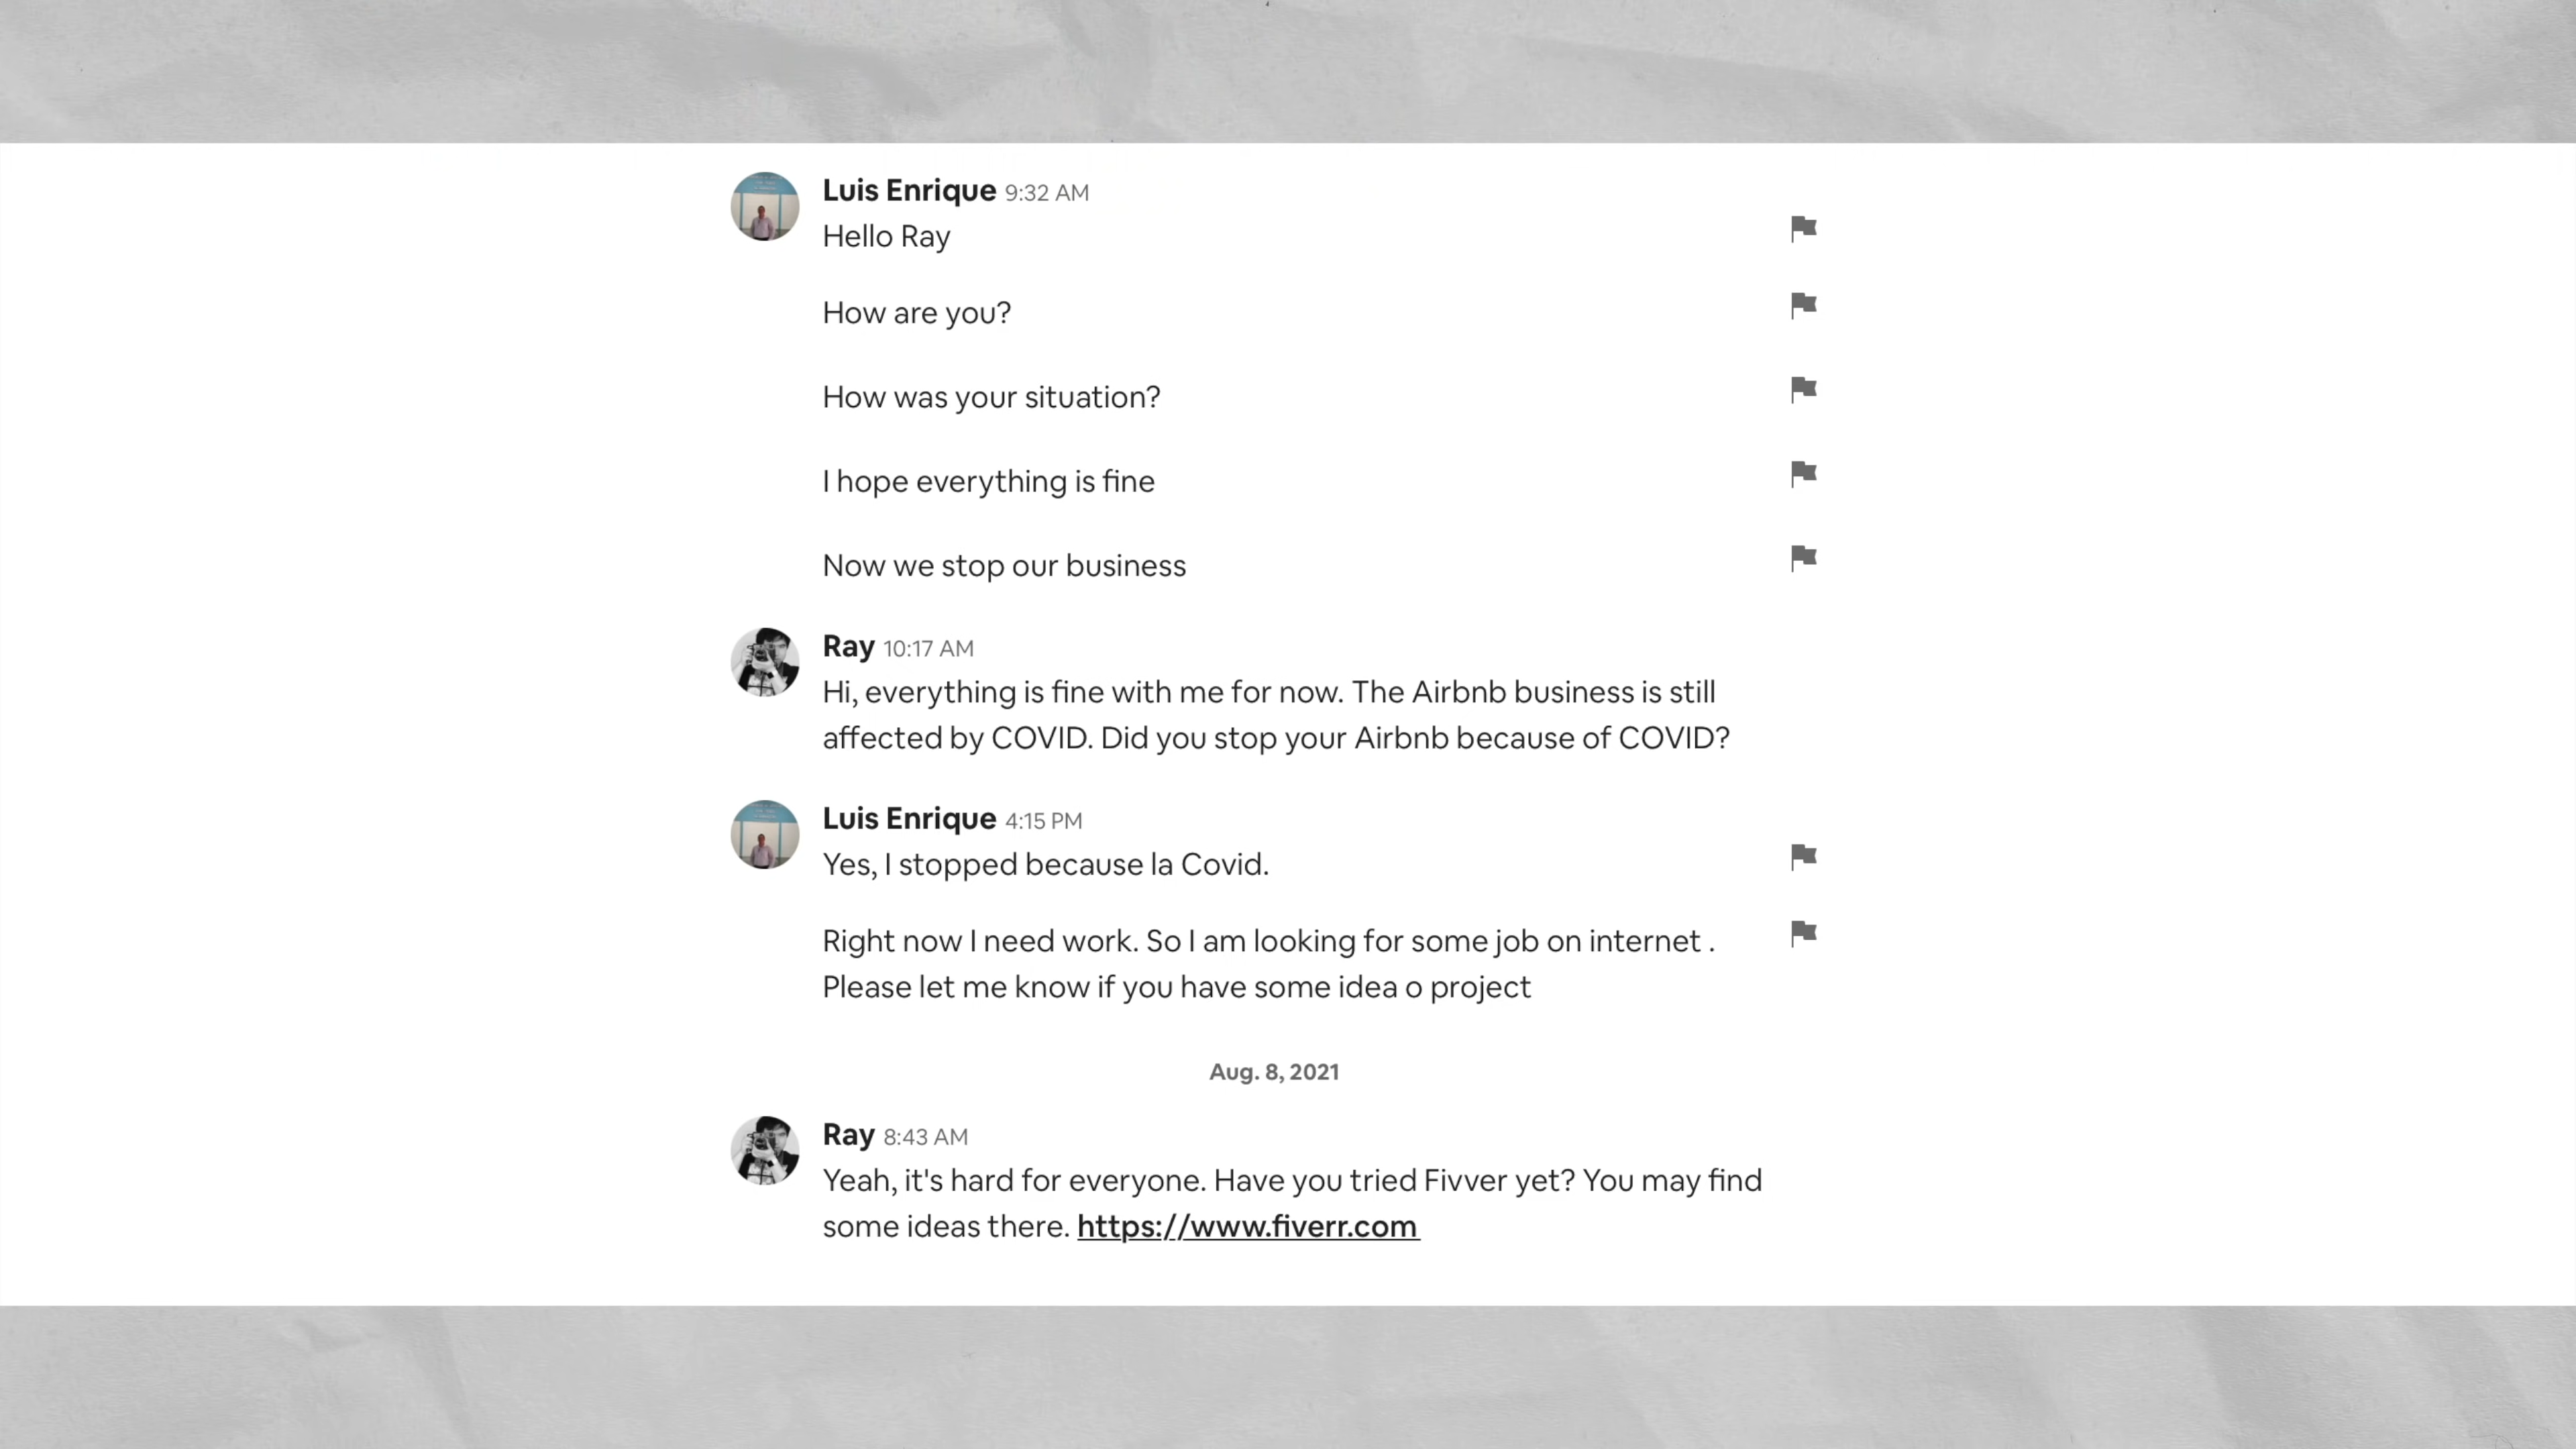 Luis Enrique 9:32 AM
Hello Ray
How are you?
How was your situation?
I hope everything is fine
Now we stop our business
Ray 10:17 AM
Hi, everything is fine with me for now. The Airbnb business is still
affected by COVID. Did you stop your Airbnb because of COVID?
Luis Enrique 4:15 PM
Yes, I stopped because la Covid.
Right now I need work. So I am looking for some job on internet .
Please let me know if you have some idea o project
Aug. 8, 2021
Ray 8:43 AM
Yeah, it's hard for everyone. Have you tried Fivver yet? You may find
some ideas there. https://www.fiverr.com